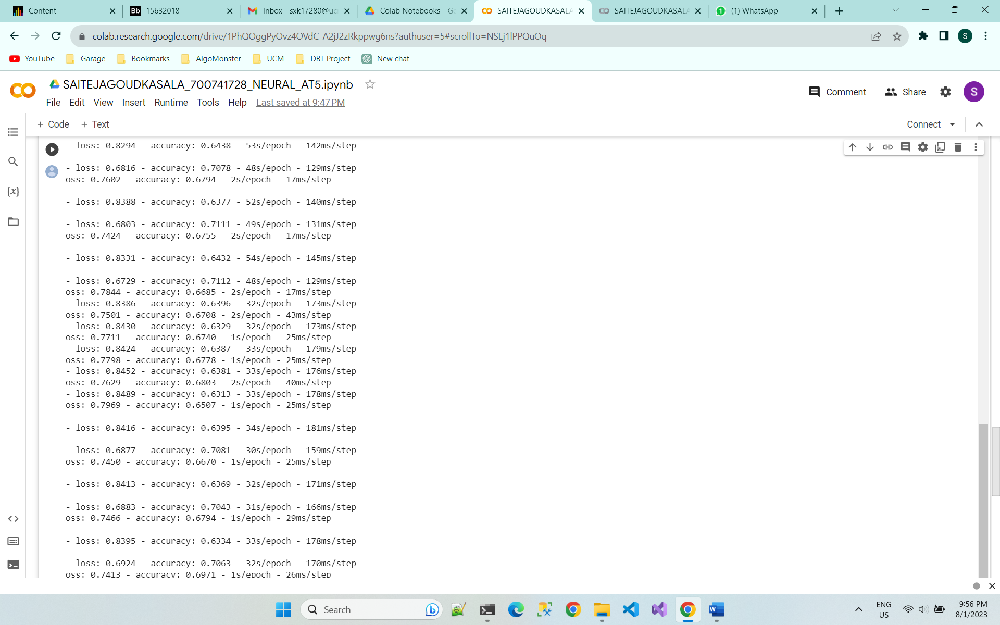 Content
Bb 15632018
Inbox - sxk17280@uc
Colab Notebooks - Go
SAITEJAGOUDKASALA
SAITEJAGOUDKASALA
1 (1) WhatsApp
colab.research.google.com/drive/1PhQOggPyOvz4OVdC_A2jJ2zRkppwg6ns?authuser=5#scrollTo=NSEj1lPPQuOq
S
YouTube
Garage
Bookmarks
AlgoMonster
UCM
DBT Project
New chat
SAITEJAGOUDKASALA_700741728_NEURAL_AT5.ipynb
Comment
Share
S
File Edit View Insert Runtime Tools Help Last saved at 9:47 PM
+ Code + Text
Connect
{x}
- loss: 0.8294 - accuracy: 0.6438 - 53s/epoch - 142ms/step
- loss: 0.6816 - accuracy: 0.7078 - 48s/epoch - 129ms/step
oss: 0.7602 - accuracy: 0.6794 - 2s/epoch - 17ms/step
- loss: 0.8388 - accuracy: 0.6377 - 52s/epoch - 140ms/step
- loss: 0.6803 - accuracy: 0.7111 - 49s/epoch - 131ms/step
oss: 0.7424 - accuracy: 0.6755 - 2s/epoch - 17ms/step
- loss: 0.8331 - accuracy: 0.6432 - 54s/epoch - 145ms/step
- loss: 0.6729 - accuracy: 0.7112 - 48s/epoch - 129ms/step
oss: 0.7844 - accuracy: 0.6685 - 2s/epoch - 17ms/step
- loss: 0.8386 - accuracy: 0.6396 - 32s/epoch - 173ms/step
oss: 0.7501 - accuracy: 0.6708 - 2s/epoch - 43ms/step
- loss: 0.8430 - accuracy: 0.6329 - 32s/epoch - 173ms/step
oss: 0.7711 - accuracy: 0.6740 - 1s/epoch - 25ms/step
- loss: 0.8424 - accuracy: 0.6387 - 33s/epoch - 179ms/step
oss: 0.7798 - accuracy: 0.6778 - 1s/epoch - 25ms/step
- loss: 0.8452 - accuracy: 0.6381 - 33s/epoch - 176ms/step
oss: 0.7629 - accuracy: 0.6803 - 2s/epoch - 40ms/step
- loss: 0.8489 - accuracy: 0.6313 - 33s/epoch - 178ms/step
oss: 0.7969 - accuracy: 0.6507 - 1s/epoch - 25ms/step
- loss: 0.8416 - accuracy: 0.6395 - 34s/epoch - 181ms/step
- loss: 0.6877 - accuracy: 0.7081 - 30s/epoch - 159ms/step
oss: 0.7450 - accuracy: 0.6670 - 1s/epoch - 25ms/step
- loss: 0.8413 - accuracy: 0.6369 - 32s/epoch - 171ms/step
- loss: 0.6883 - accuracy: 0.7043 - 31s/epoch - 166ms/step
oss: 0.7466 - accuracy: 0.6794 - 1s/epoch - 29ms/step
- loss: 0.8395 - accuracy: 0.6334 - 33s/epoch - 178ms/step
- loss: 0.6924 - accuracy: 0.7063 - 32s/epoch - 170ms/step
oss: 0.7413 - accuracy: 0.6971 - 1s/epoch - 26ms/step
Search
ENG
US
9:56 PM
8/1/2023